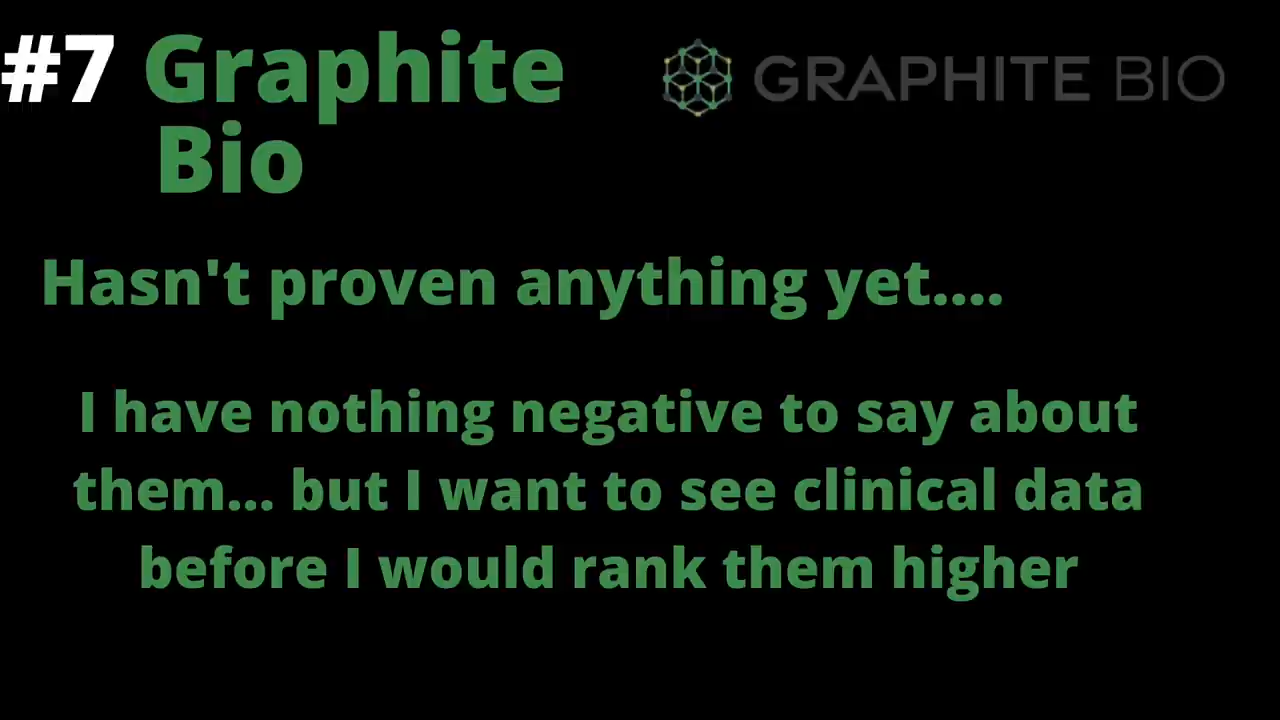 #7 Graphite
Bio
GRAPHITE BIO
Hasn't proven anything yet....
I have nothing negative to say about
them... but I want to see clinical data
before I would rank them higher